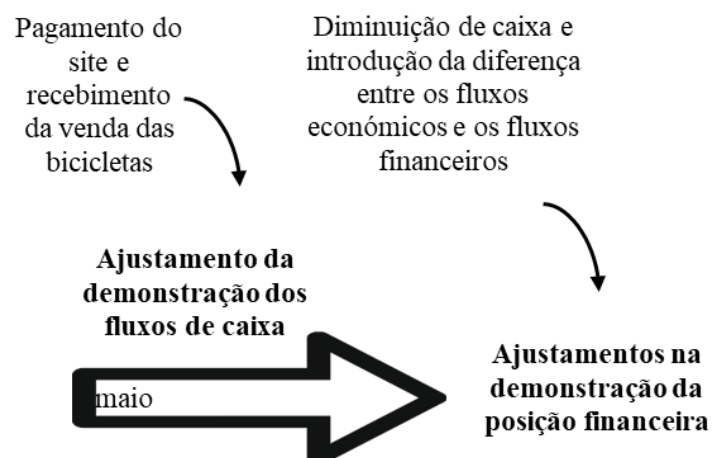 Pagamento do
site e
recebimento
da venda das
bicicletas
Diminuição de caixa e
introdução da diferença
entre os fluxos
económicos e os fluxos
financeiros
Ajustamento da
demonstração dos
fluxos de caixa
maio
Ajustamentos na
demonstração da
posição financeira